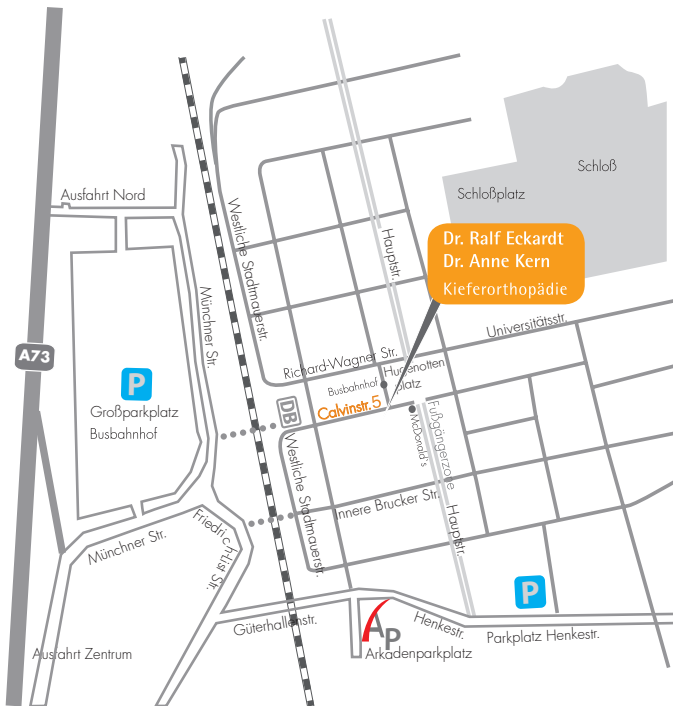 Schloß
Ausfahrt Nord
Schloßplatz
Westliche Stadtmauerstr.
Hauptstr.
Dr. Ralf Eckardt
Dr. Anne Kern
Kieferorthopädie
Münchner Str.
Universitätsstr.
A73
Richard-Wagner Str.
P
Großparkplatz
Busbahnhof
Busbahnhof
Hugenotten
platz
Calvinstr. 5
DB
McDonald's
Fußgängerzone
Westliche Stadtmauerstr.
Innere Brucker Str.
Hauptstr.
Münchner Str.
Friedrich-List Str.
P
Güterhallenstr.
Henkestr.
Parkplatz Henkestr.
AP
Arkadenparkplatz
Ausfahrt Zentrum